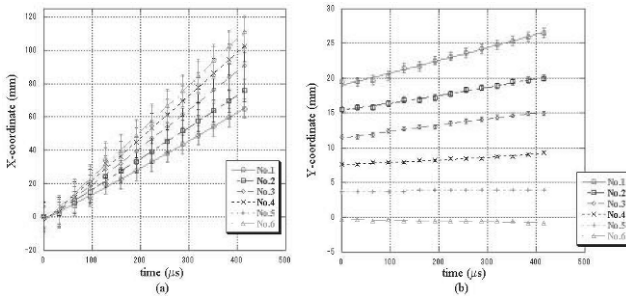 120
100
80
60
40
20
0
-20
X-coordinate (mm)
0 100 200 300 400 500
time (μs)
No.1
No.2
No.3
No.4
No.5
No.6
(a)
30
25
20
15
10
5
0
-5
Y-coordinate (mm)
0 100 200 300 400 500
time (μs)
No.1
No.2
No.3
No.4
No.5
No.6
(b)